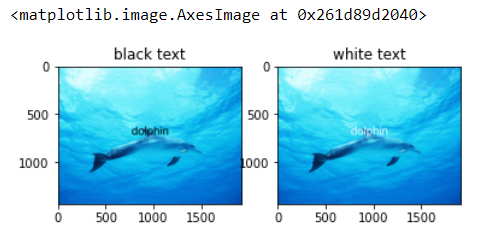 <matplotlib.image.AxesImage at 0x261d89d2040>
black text
white text
0
500
1000
0 500 1000 1500
dolphin
0
500
1000
0 500 1000 1500
dolphin